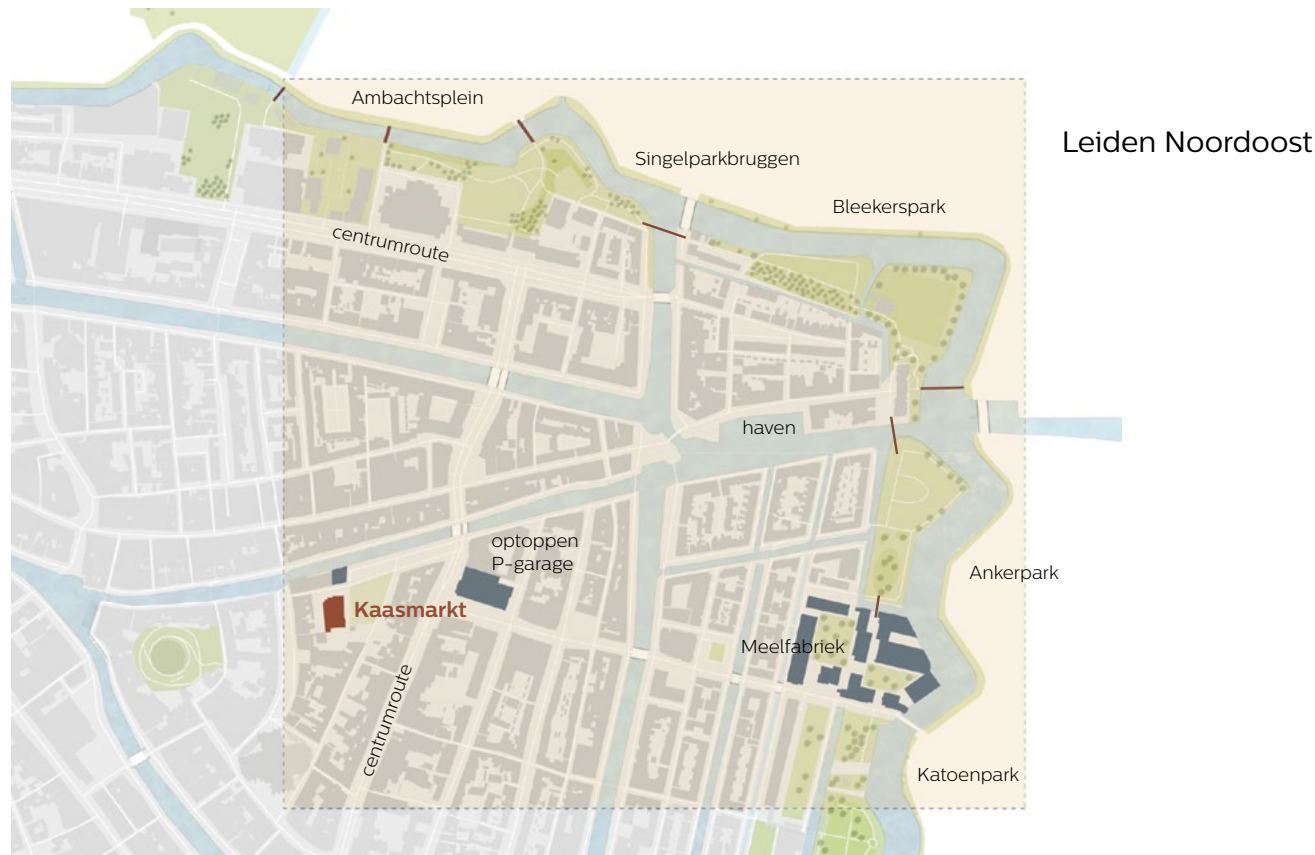 Ambachtsplein
Leiden Noordoost
Singelparkbruggen
Bleekerspark
centrumroute
haven
optoppen
P-garage
Ankerpark
Kaasmarkt
Meelfabriek
centrumroute
Katoenpark